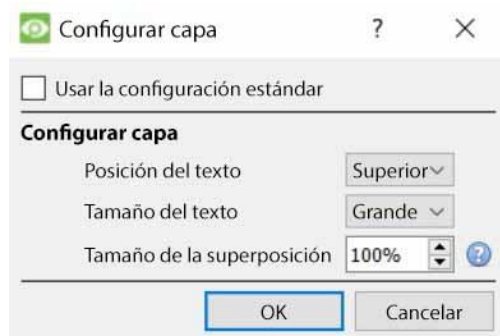 Configurar capa ?
Usar la configuración estándar
Configurar capa
Posición del texto Superior
Tamaño del texto Grande
Tamaño de la superposición 100% ?
OK Cancelar